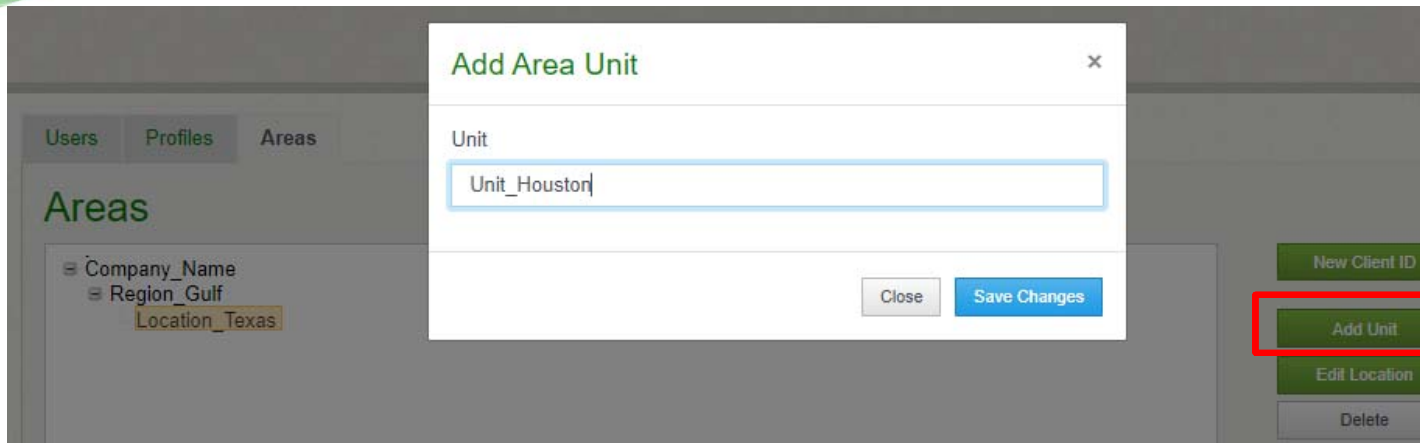 Add Area Unit ×
Users Profiles Areas
Unit
Unit_Houston
Areas
Company_Name
Region_Gulf
Location_Texas
Close Save Changes
New Client ID
Add Unit
Edit Location
Delete